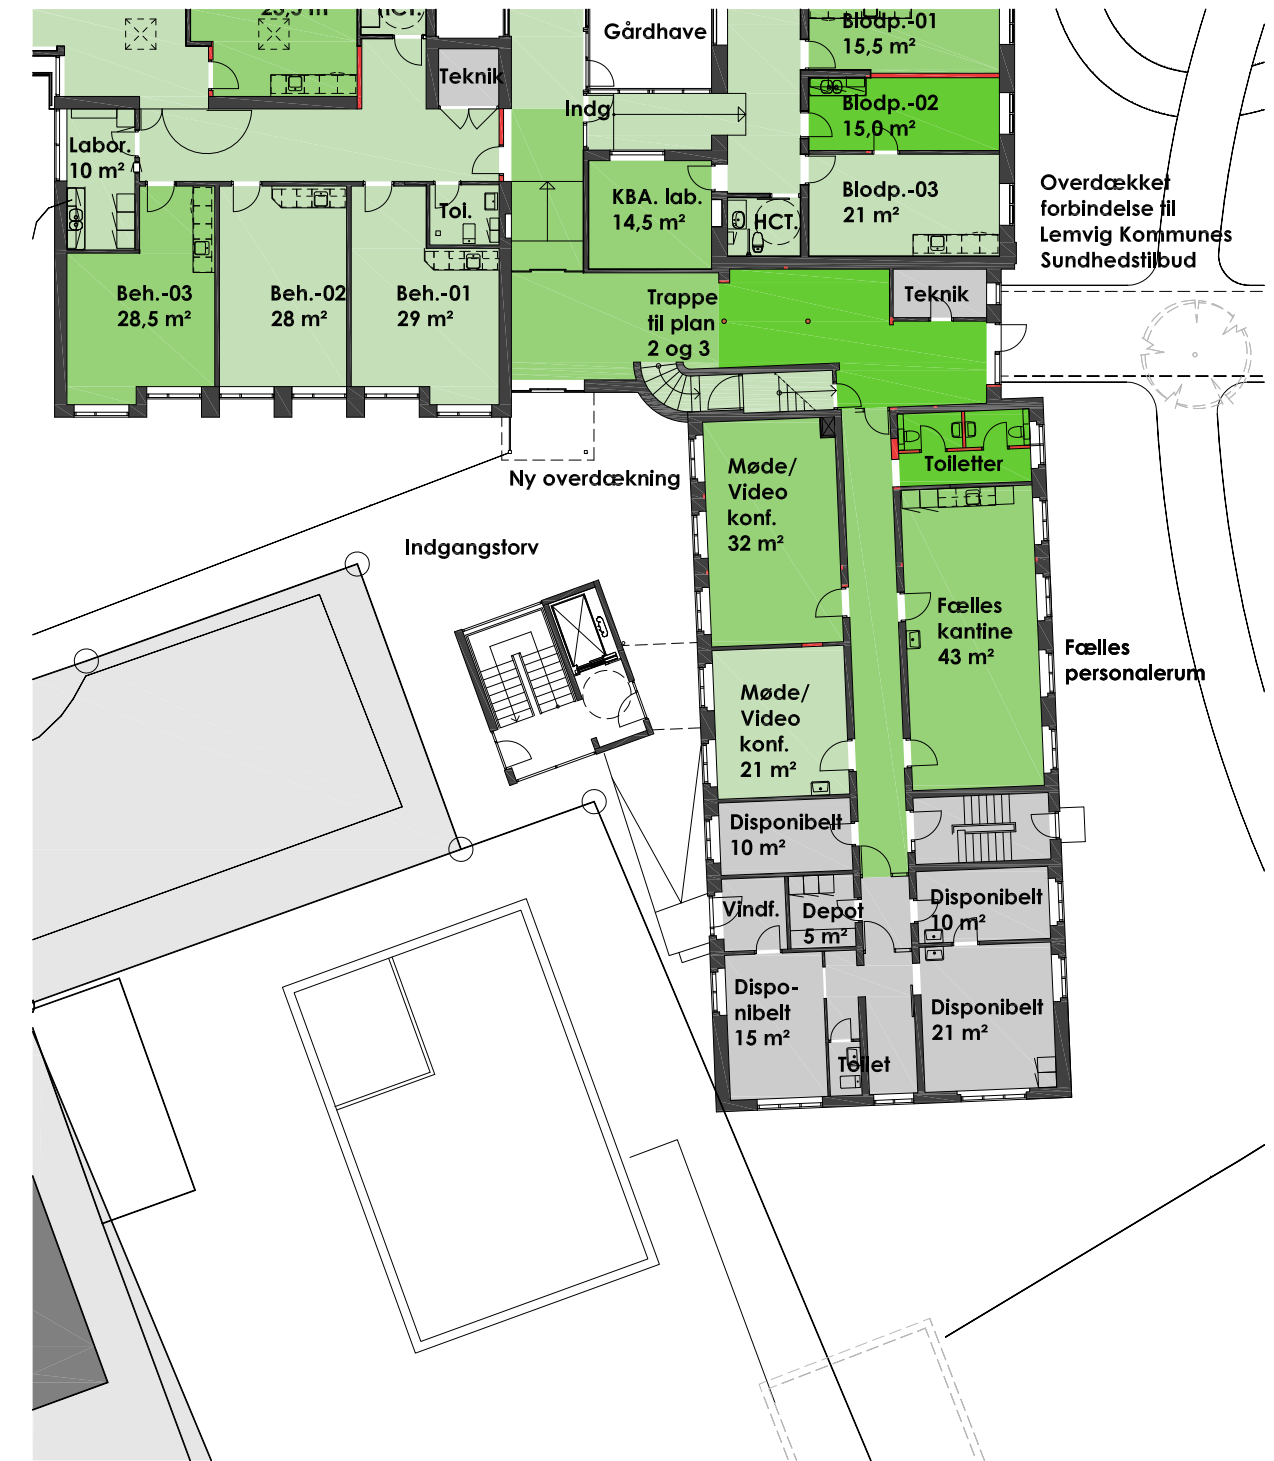 HCT.
Gårdhave
Blodp.-01
15,5 m²
Teknik
Indg
Blodp.-02
15,0 m²
Labor.
10 m²
KBA. lab.
14,5 m²
Blodp.-03
21 m²
Overdækket
forbindelse til
Lemvig Kommunes
Sundhedstilbud
Toi.
HCT.
Beh.-03
28,5 m²
Beh.-02
28 m²
Beh.-01
29 m²
Trappe
til plan
2 og 3
Teknik
Ny overdækning
Møde/
Video
konf.
32 m²
Toiletter
Indgangstorv
Fælles
kantine
43 m²
Fælles
personalerum
Møde/
Video
konf.
21 m²
Disponibelt
10 m²
Vindf.
Depot
5 m²
Disponibelt
10 m²
Dispo-
nibelt
15 m²
Disponibelt
21 m²
Toilet